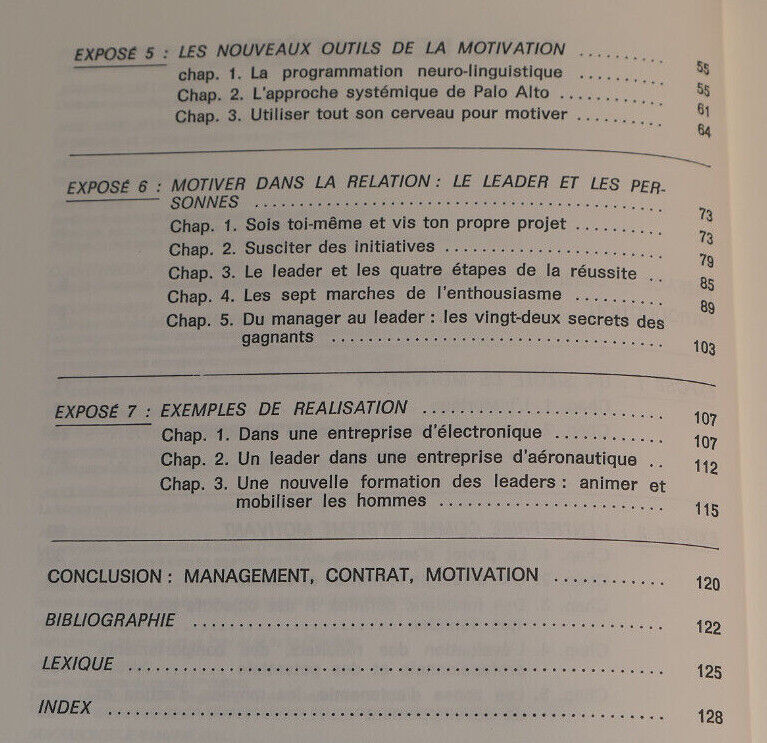 EXPOSÉ 5 : LES NOUVEAUX OUTILS DE LA MOTIVATION ........ 55
chap. 1. La programmation neuro-linguistique ........ 55
Chap. 2. L'approche systémique de Palo Alto ........ 61
Chap. 3. Utiliser tout son cerveau pour motiver ........ 64
EXPOSÉ 6 : MOTIVER DANS LA RELATION : LE LEADER ET LES PER-
SONNES ........ 73
Chap. 1. Sois toi-même et vis ton propre projet ........ 73
Chap. 2. Susciter des initiatives ........ 79
Chap. 3. Le leader et les quatre étapes de la réussite .. 85
Chap. 4. Les sept marches de l'enthousiasme ........ 89
Chap. 5. Du manager au leader : les vingt-deux secrets des
gagnants ........ 103
EXPOSÉ 7 : EXEMPLES DE REALISATION ........ 107
Chap. 1. Dans une entreprise d'électronique ........ 107
Chap. 2. Un leader dans une entreprise d'aéronautique .. 112
Chap. 3. Une nouvelle formation des leaders : animer et
mobiliser les hommes ........ 115
CONCLUSION : MANAGEMENT, CONTRAT, MOTIVATION ........ 120
BIBLIOGRAPHIE ........ 122
LEXIQUE ........ 125
INDEX ........ 128